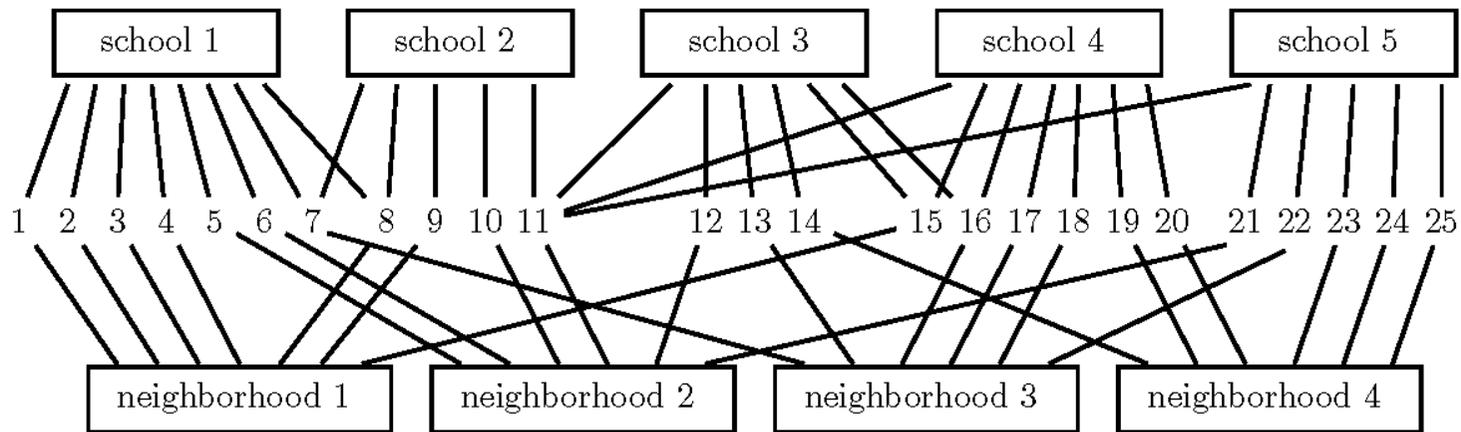 school 1 school 2 school 3 school 4 school 5
1 2 3 4 5 6 7 8 9 10 11 12 13 14 15 16 17 18 19 20 21 22 23 24 25
neighborhood 1 neighborhood 2 neighborhood 3 neighborhood 4